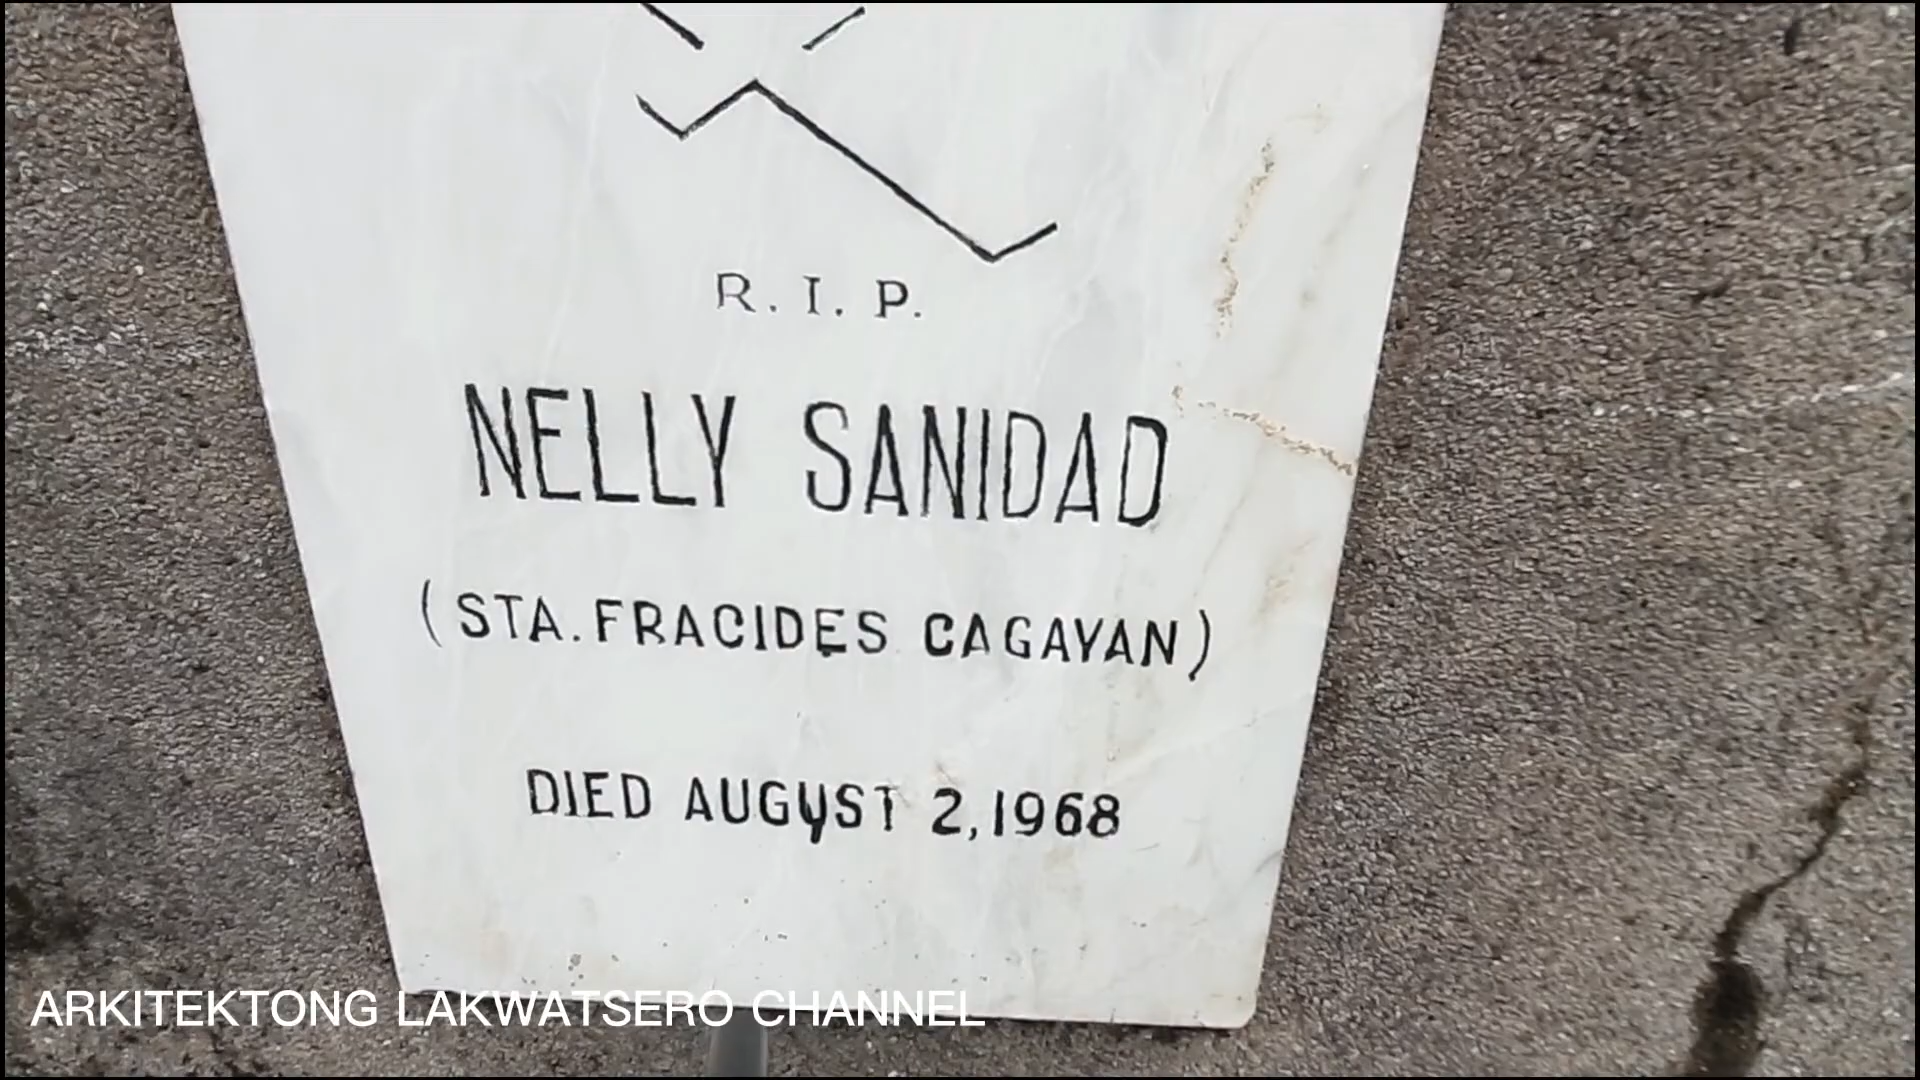 R. I. P.
NELLY SANIDAD
(STA. FRACIDES CAGAYAN)
DIED AUGUST 2, 1968
ARKITEKTONG LAKWATSERO CHANNEL